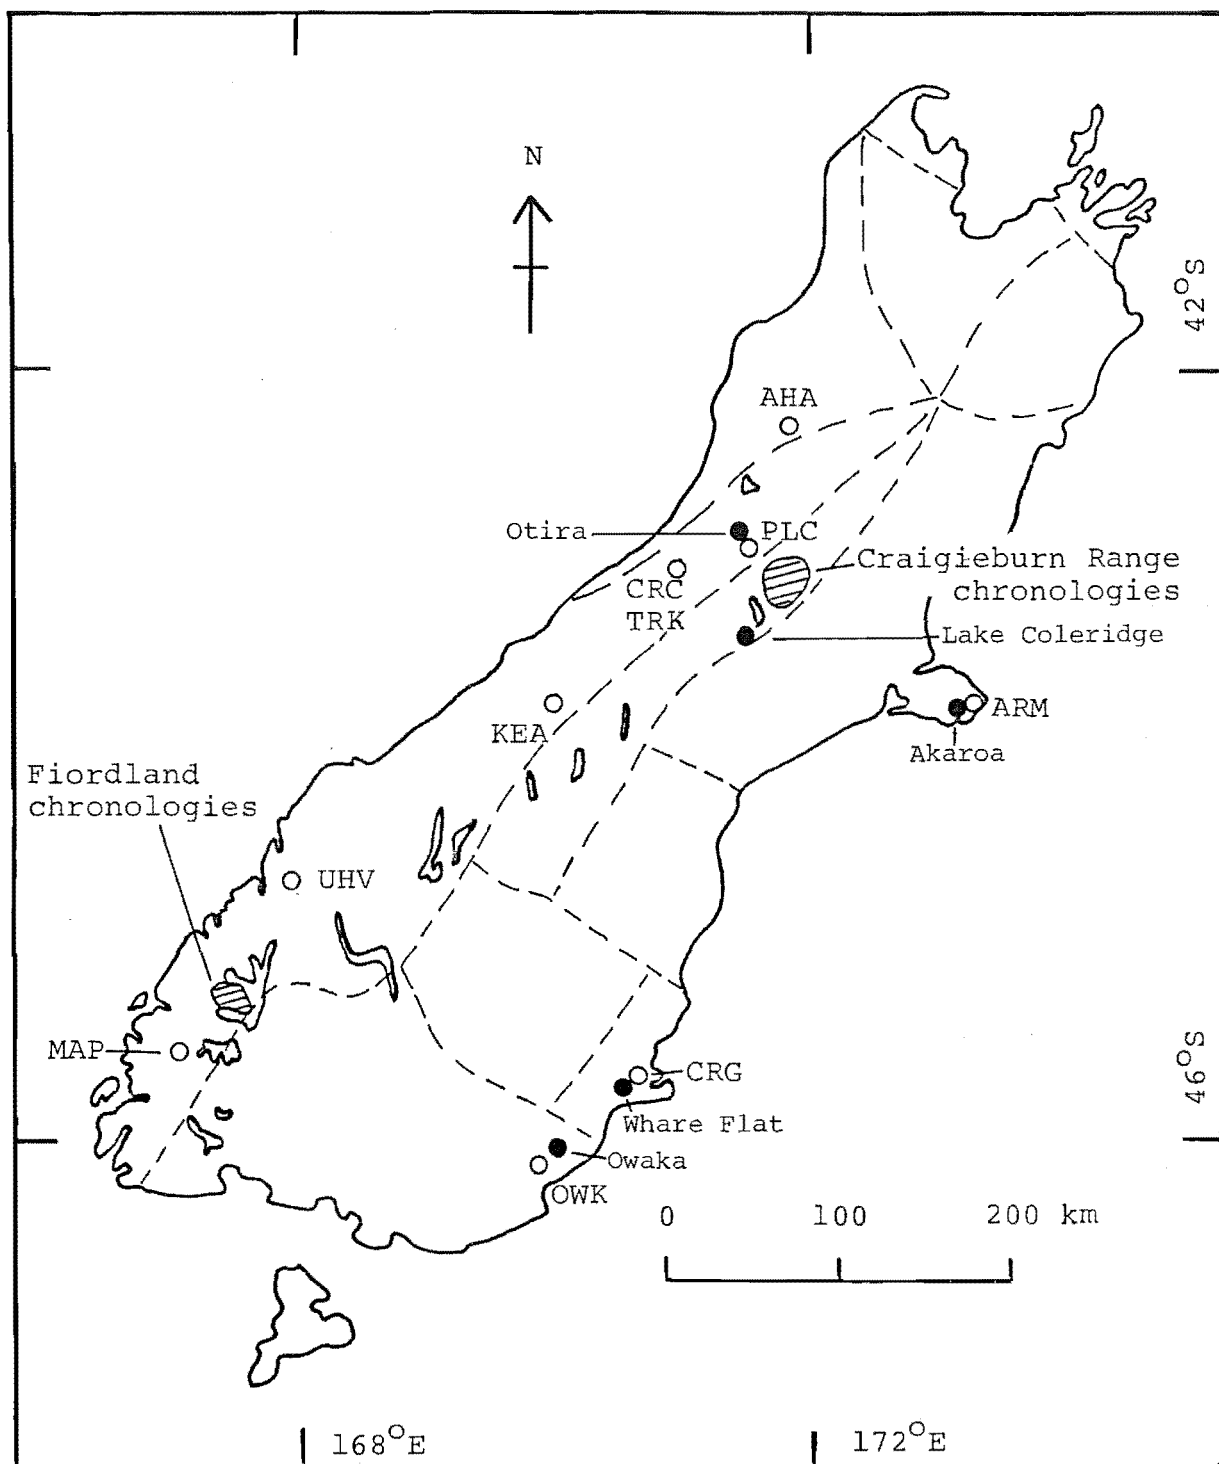 N
42°S
AHA
Otira
PLC
Craigieburn Range
chronologies
CRC
TRK
Lake Coleridge
KEA
ARM
Akaroa
Fiordland
chronologies
UHV
MAP
46°S
CRG
Whare Flat
Owaka
OWK
0 100 200 km
168°E 172°E